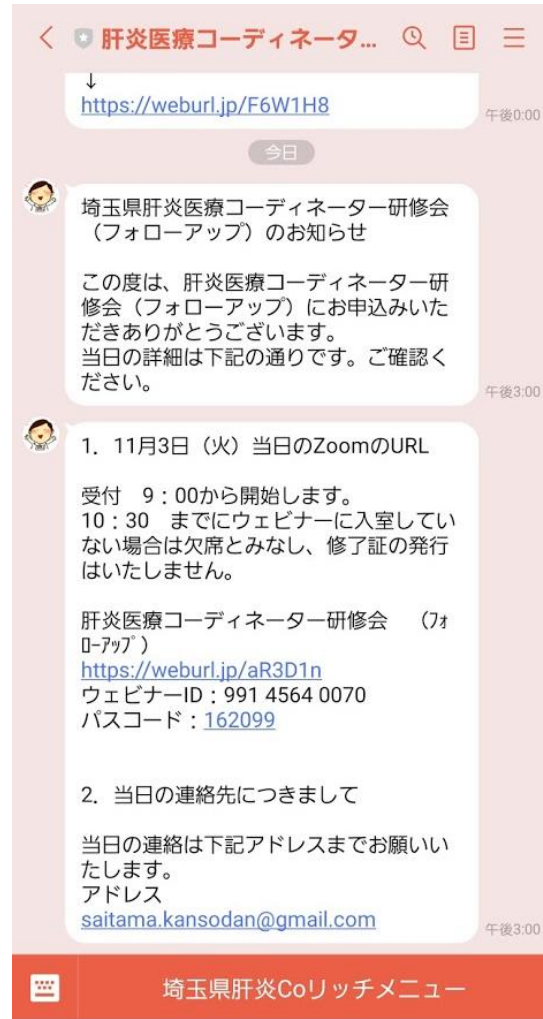 肝炎医療コーディネータ...
↓
https://weburl.jp/F6W1H8
午後0:00
今日
埼玉県肝炎医療コーディネーター研修会
（フォローアップ）のお知らせ
この度は、肝炎医療コーディネーター研
修会（フォローアップ）にお申込みいた
だきありがとうございます。
当日の詳細は下記の通りです。ご確認く
ださい。
午後3:00
1．11月3日（火）当日のZoomのURL
受付　9：00から開始します。
10：30　までにウェビナーに入室してい
ない場合は欠席とみなし、修了証の発行
はいたしません。
肝炎医療コーディネーター研修会　（ﾌｫ
ﾛｰｱｯﾌﾟ）
https://weburl.jp/aR3D1n
ウェビナーID：991 4564 0070
パスコード：162099
2．当日の連絡先につきまして
当日の連絡は下記アドレスまでお願いい
たします。
アドレス
saitama.kansodan@gmail.com
午後3:00
埼玉県肝炎Coリッチメニュー